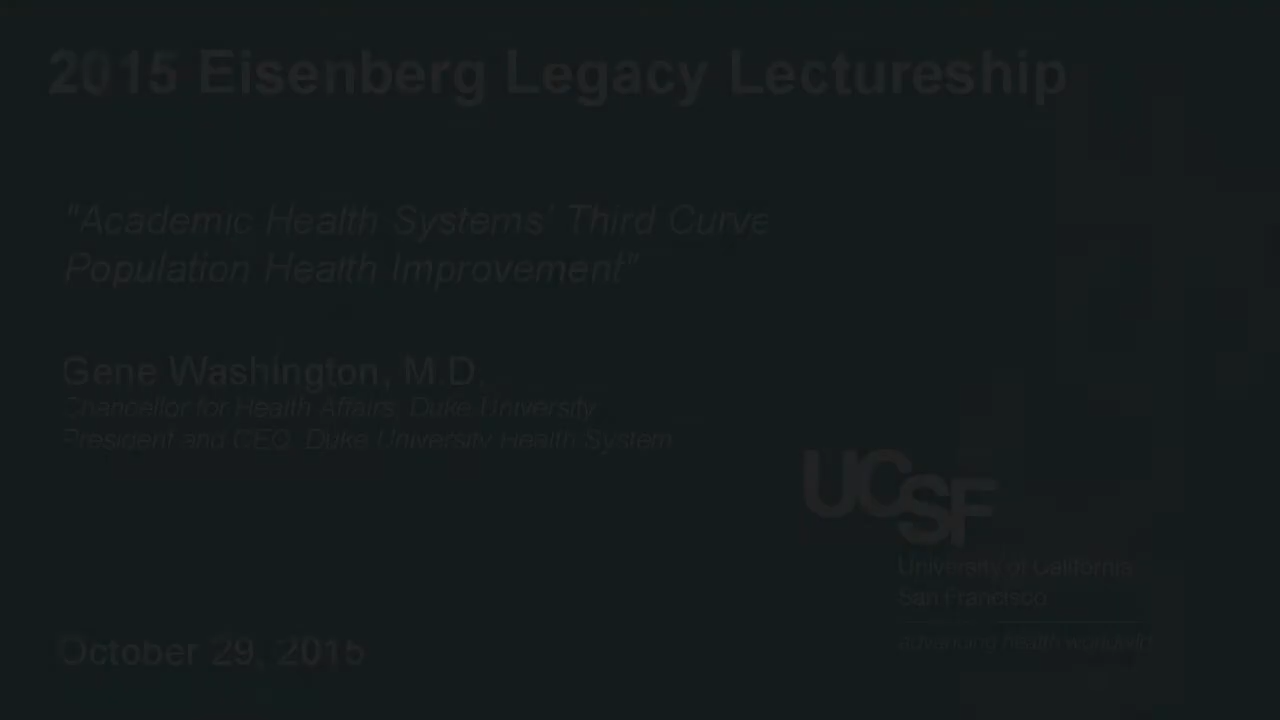 2015 Eisenberg Legacy Lectureship
"Academic Health Systems' Third Curve
Population Health Improvement"
Gene Washington, M.D.
Chancellor for Health Affairs, Duke University
President and CEO, Duke University Health System
UCSF
University of California
San Francisco
advancing health worldwide
October 29, 2015